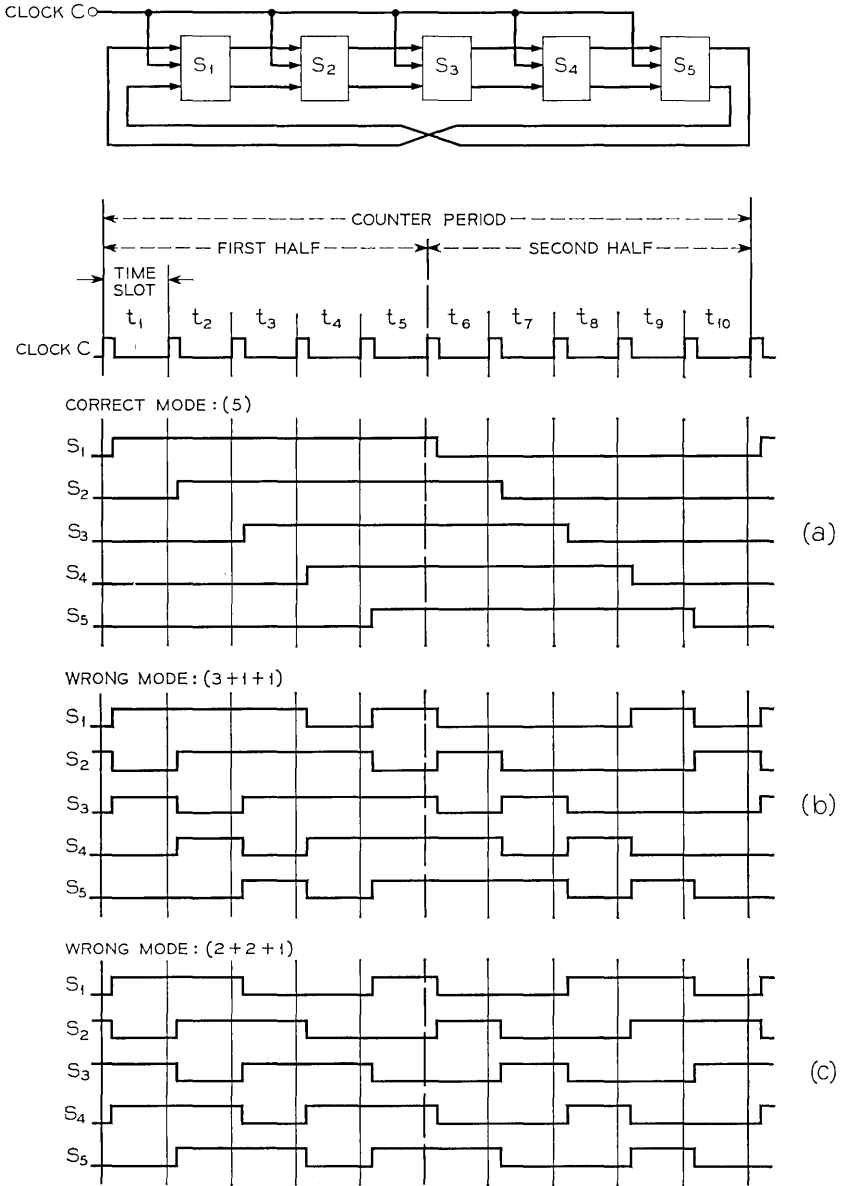 CLOCK C
S1 S2 S3 S4 S5
COUNTER PERIOD
FIRST HALF SECOND HALF
TIME
SLOT
t1 t2 t3 t4 t5 t6 t7 t8 t9 t10
CLOCK C
CORRECT MODE: (5)
S1
S2
S3
(a)
S4
S5
WRONG MODE: (3+1+1)
S1
S2
S3
(b)
S4
S5
WRONG MODE: (2+2+1)
S1
S2
S3
(c)
S4
S5